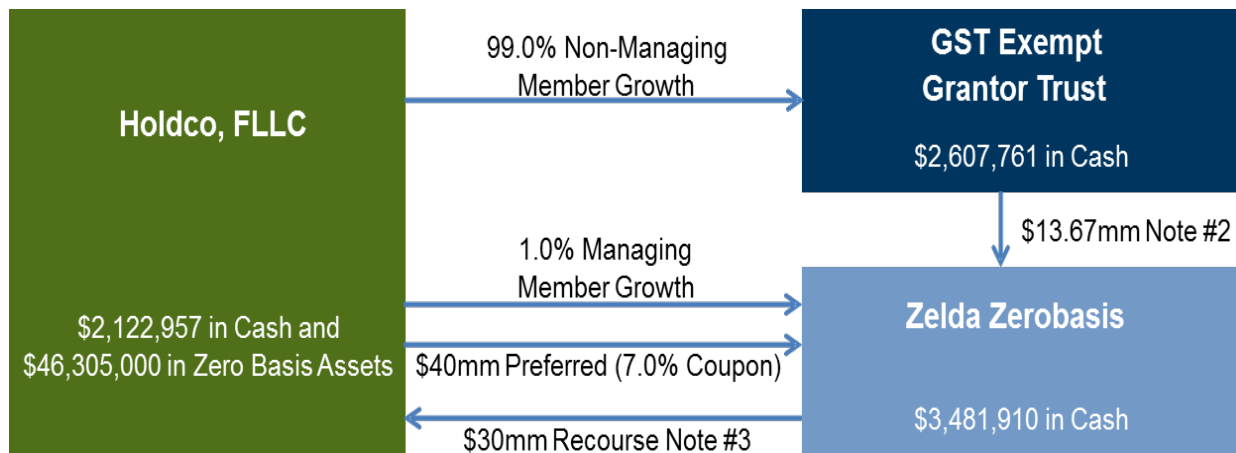 Holdco, FLLC
$2,122,957 in Cash and
$46,305,000 in Zero Basis Assets
99.0% Non-Managing
Member Growth
GST Exempt
Grantor Trust
$2,607,761 in Cash
$13.67mm Note #2
1.0% Managing
Member Growth
$40mm Preferred (7.0% Coupon)
$30mm Recourse Note #3
Zelda Zerobasis
$3,481,910 in Cash